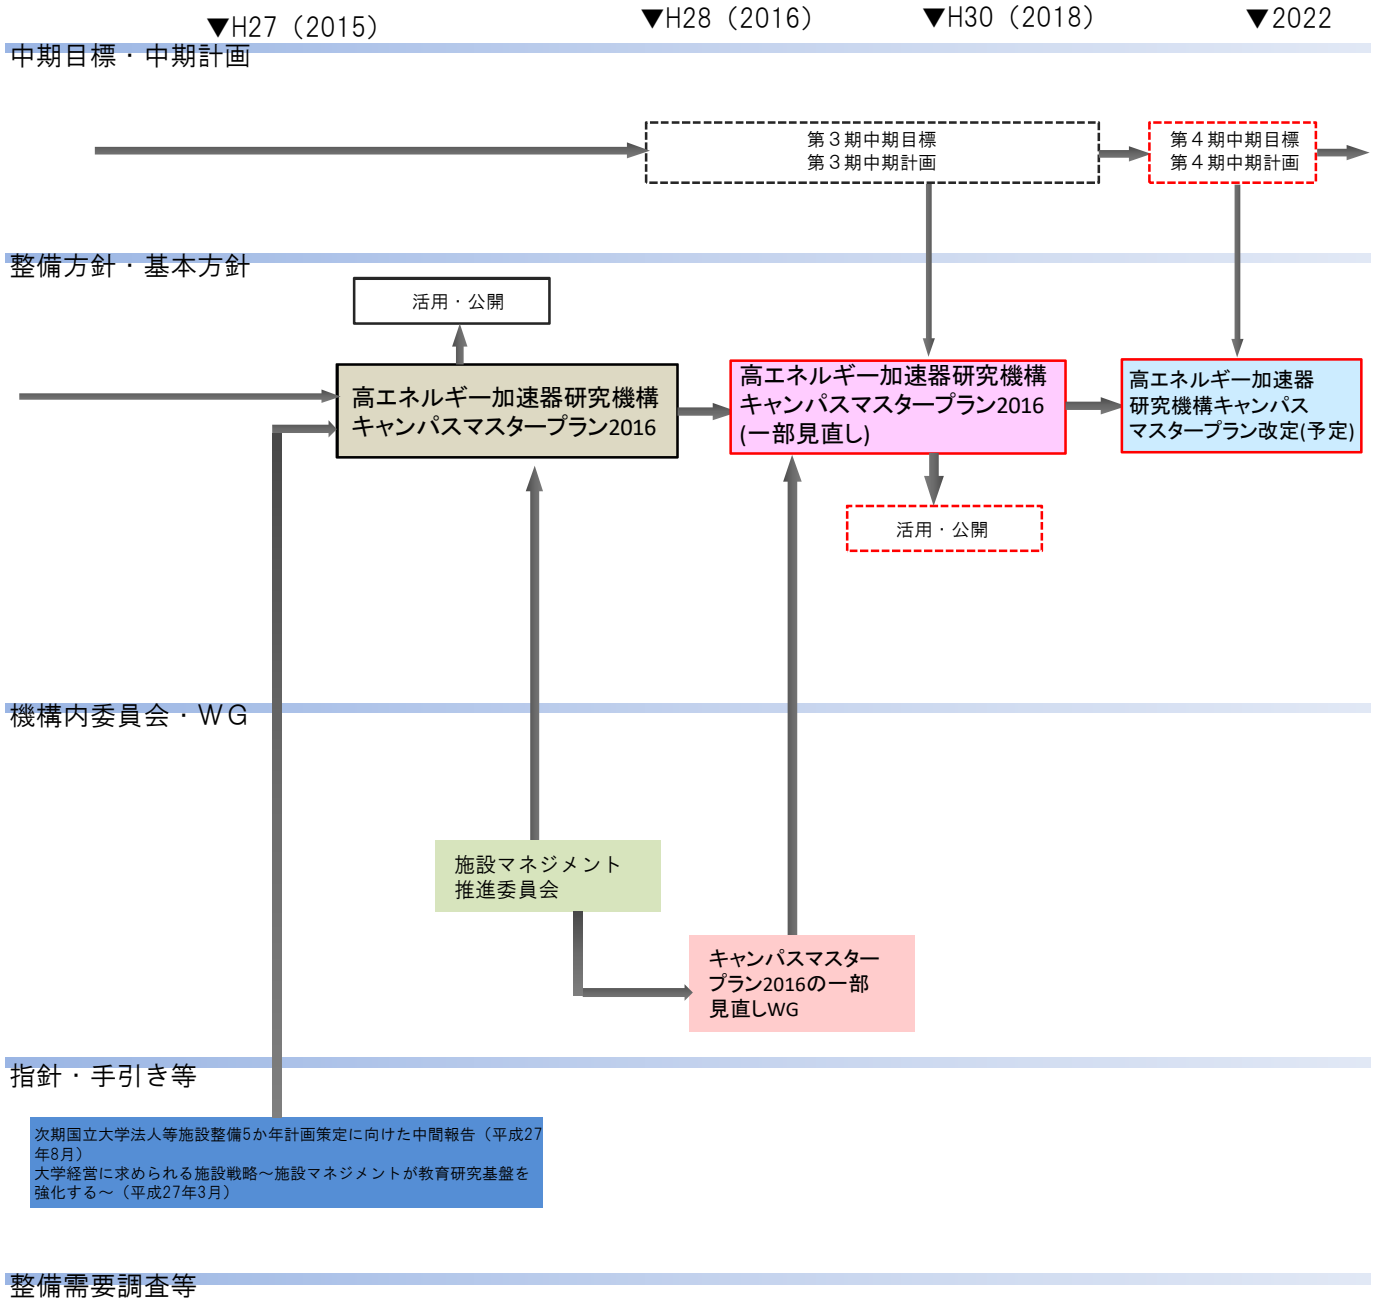 ▼H27（2015）
▼H28（2016）
▼H30（2018）
▼2022
中期目標・中期計画
第３期中期目標
第３期中期計画
第４期中期目標
第４期中期計画
整備方針・基本方針
活用・公開
高エネルギー加速器研究機構
キャンパスマスタープラン2016
高エネルギー加速器研究機構
キャンパスマスタープラン2016
(一部見直し)
高エネルギー加速器
研究機構キャンパス
マスタープラン改定(予定)
活用・公開
機構内委員会・ＷＧ
施設マネジメント
推進委員会
キャンパスマスター
プラン2016の一部
見直しWG
指針・手引き等
次期国立大学法人等施設整備5か年計画策定に向けた中間報告（平成27
年8月）
大学経営に求められる施設戦略～施設マネジメントが教育研究基盤を
強化する～（平成27年3月）
整備需要調査等